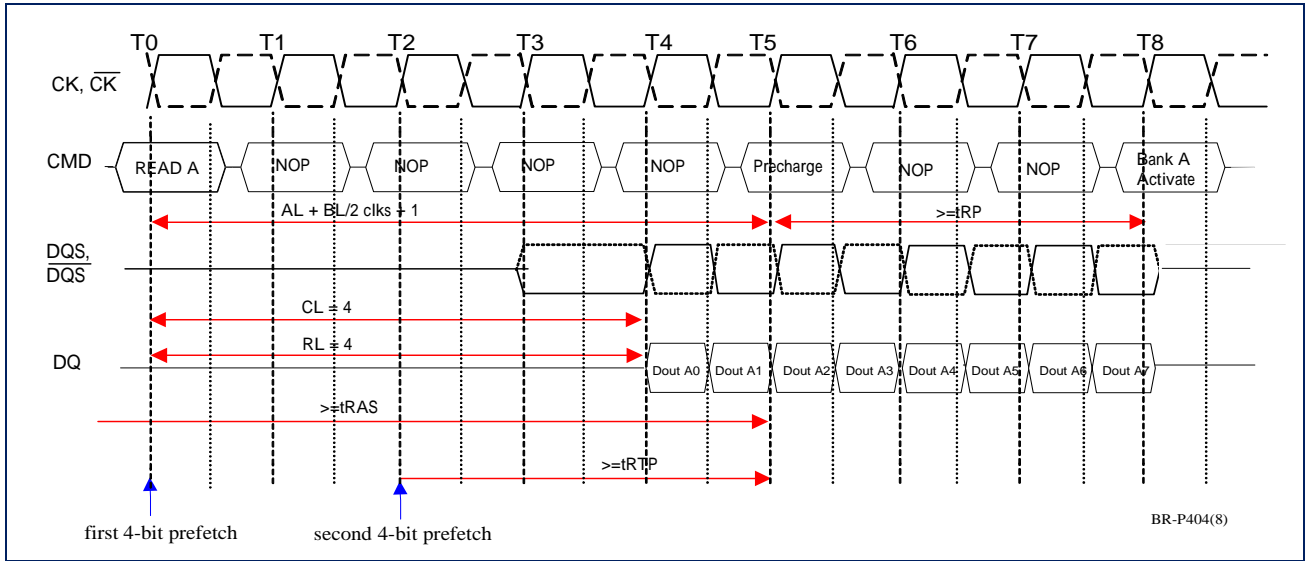 T0 T1 T2 T3 T4 T5 T6 T7 T8
CK, CK
CMD READ A NOP NOP NOP NOP Precharge NOP NOP Bank A Activate
AL + BL/2 clks + 1 >=tRP
DQS,
DQS
CL = 4
RL = 4
DQ Dout A0 Dout A1 Dout A2 Dout A3 Dout A4 Dout A5 Dout A6 Dout A7
>=tRAS
>=tRTP
first 4-bit prefetch second 4-bit prefetch
BR-P404(8)